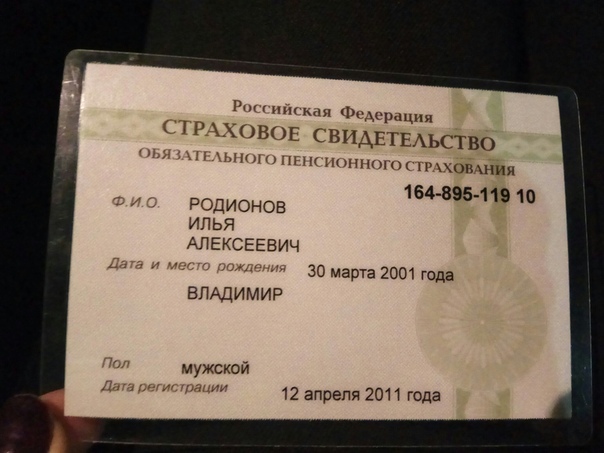 Российская Федерация
СТРАХОВОЕ СВИДЕТЕЛЬСТВО
ОБЯЗАТЕЛЬНОГО ПЕНСИОННОГО СТРАХОВАНИЯ
164-895-119 10
Ф.И.О. РОДИОНОВ
ИЛЬЯ
АЛЕКСЕЕВИЧ
Дата и место рождения 30 марта 2001 года
ВЛАДИМИР
Пол мужской
Дата регистрации 12 апреля 2011 года